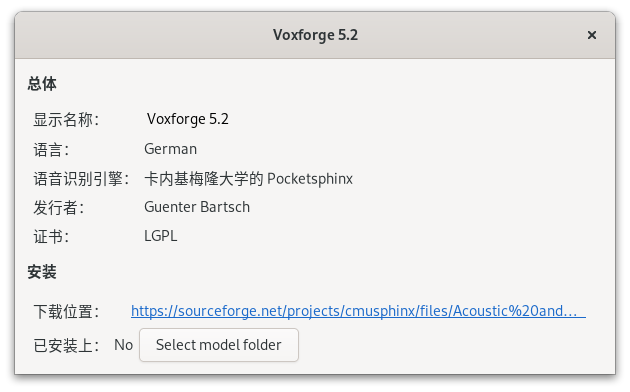 Voxforge 5.2
总体
显示名称： Voxforge 5.2
语言： German
语音识别引擎： 卡内基梅隆大学的 Pocketsphinx
发行者： Guenter Bartsch
证书： LGPL
安装
下载位置： https://sourceforge.net/projects/cmusphinx/files/Acoustic%20and...
已安装上： No Select model folder